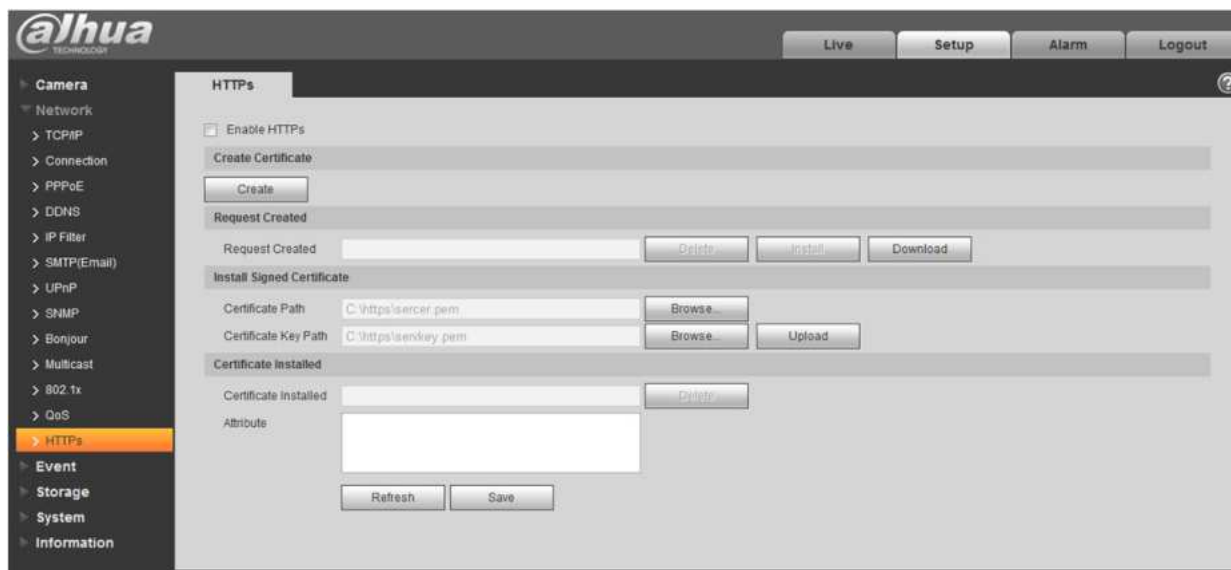 alhua
TECHNOLOGY
Live Setup Alarm Logout
Camera
Network
> TCP/IP
> Connection
> PPPoE
> DDNS
> IP Filter
> SMTP(Email)
> UPnP
> SNMP
> Bonjour
> Multicast
> 802.1x
> QoS
> HTTPs
Event
Storage
System
Information
HTTPs
?
Enable HTTPs
Create Certificate
Create
Request Created
Request Created Delete Install Download
Install Signed Certificate
Certificate Path C:\https\sercer.pem Browse...
Certificate Key Path Browse... Upload
Certificate Installed
Certificate Installed Delete
Attribute
Refresh Save